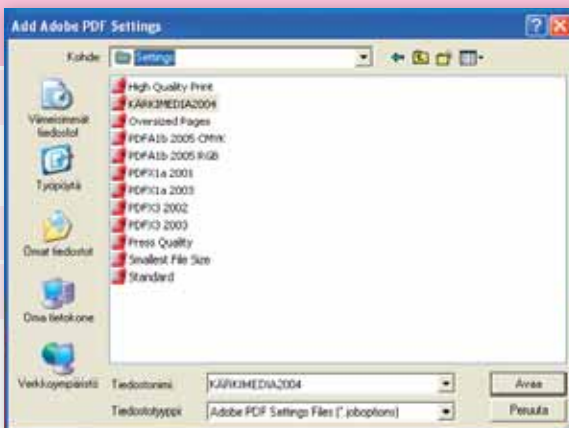 Add Adobe PDF Settings
Kohde
Settings
High Quality Print
KÄRKIMEDIA2004
Oversized Pages
PDFA1b 2005 CMYK
PDFA1b 2005 RGB
PDFX1a 2001
PDFX1a 2003
PDFX3 2002
PDFX3 2003
Press Quality
Smallest File Size
Standard
Viimeisimmät
tiedostot
Työpöytä
Omat tiedostot
Oma tietokone
Verkkoympäristö
Tiedostonimi
KÄRKIMEDIA2004
Avaa
Tiedostotyyppi
Adobe PDF Settings Files (*.joboptions)
Peruuta